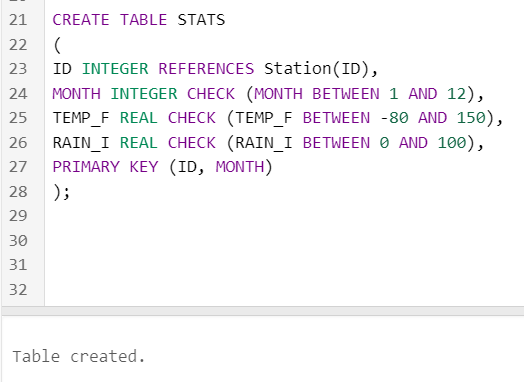 21 CREATE TABLE STATS
22 (
23 ID INTEGER REFERENCES Station(ID),
24 MONTH INTEGER CHECK (MONTH BETWEEN 1 AND 12),
25 TEMP_F REAL CHECK (TEMP_F BETWEEN -80 AND 150),
26 RAIN_I REAL CHECK (RAIN_I BETWEEN 0 AND 100),
27 PRIMARY KEY (ID, MONTH)
28 );
29
30
31
32
Table created.